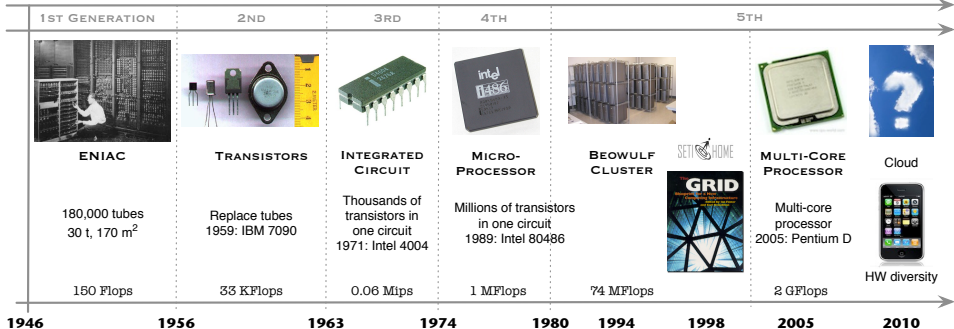 1ST GENERATION 2ND 3RD 4TH 5TH
intel
i486
SETI HOME
ENIAC
TRANSISTORS
INTEGRATED
CIRCUIT
MICRO-
PROCESSOR
BEOWULF
CLUSTER
MULTI-CORE
PROCESSOR
Cloud
The
GRID
180,000 tubes
30 t, 170 m²
Replace tubes
1959: IBM 7090
Thousands of
transistors in
one circuit
1971: Intel 4004
Millions of transistors
in one circuit
1989: Intel 80486
Multi-core
processor
2005: Pentium D
HW diversity
150 Flops 33 KFlops 0.06 Mips 1 MFlops 74 MFlops 2 GFlops
1946 1956 1963 1974 1980 1994 1998 2005 2010